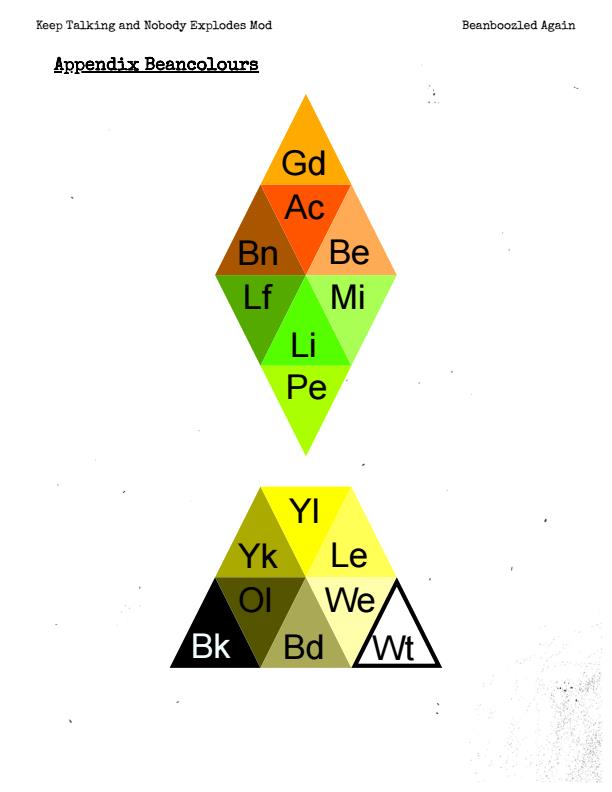 Keep Talking and Nobody Explodes Mod
Beanboozled Again
Appendix Beancolours
Gd
Ac
Bn
Be
Lf
Mi
Li
Pe
Yl
Yk
Le
Ol
We
Bk
Bd
Wt